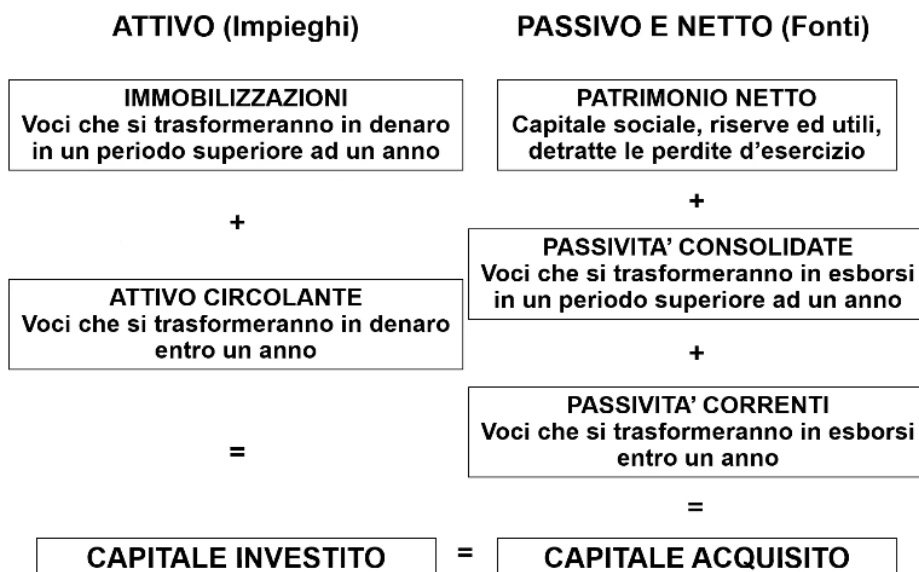 ATTIVO (Impieghi)
IMMOBILIZZAZIONI
Voci che si trasformeranno in denaro
in un periodo superiore ad un anno
+
ATTIVO CIRCOLANTE
Voci che si trasformeranno in denaro
entro un anno
=
CAPITALE INVESTITO
=
PASSIVO E NETTO (Fonti)
PATRIMONIO NETTO
Capitale sociale, riserve ed utili,
detratte le perdite d’esercizio
+
PASSIVITA’ CONSOLIDATE
Voci che si trasformeranno in esborsi
in un periodo superiore ad un anno
+
PASSIVITA’ CORRENTI
Voci che si trasformeranno in esborsi
entro un anno
=
CAPITALE ACQUISITO